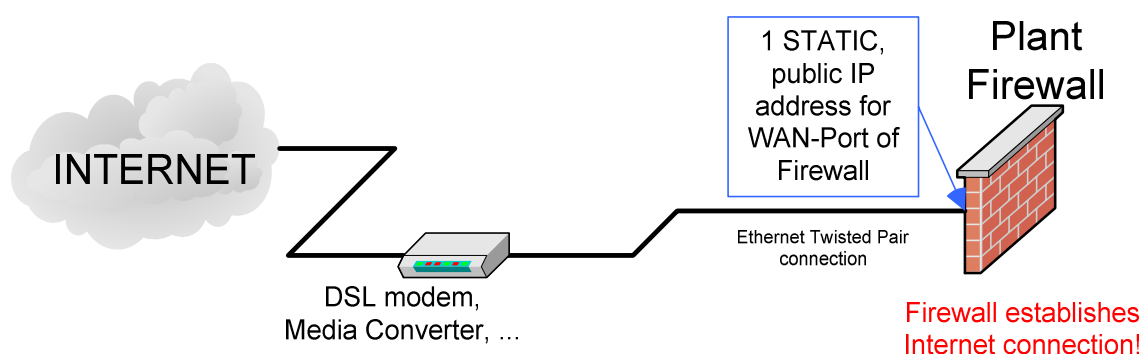 INTERNET
DSL modem,
Media Converter, ...
1 STATIC,
public IP
address for
WAN-Port of
Firewall
Ethernet Twisted Pair
connection
Plant
Firewall
Firewall establishes
Internet connection!